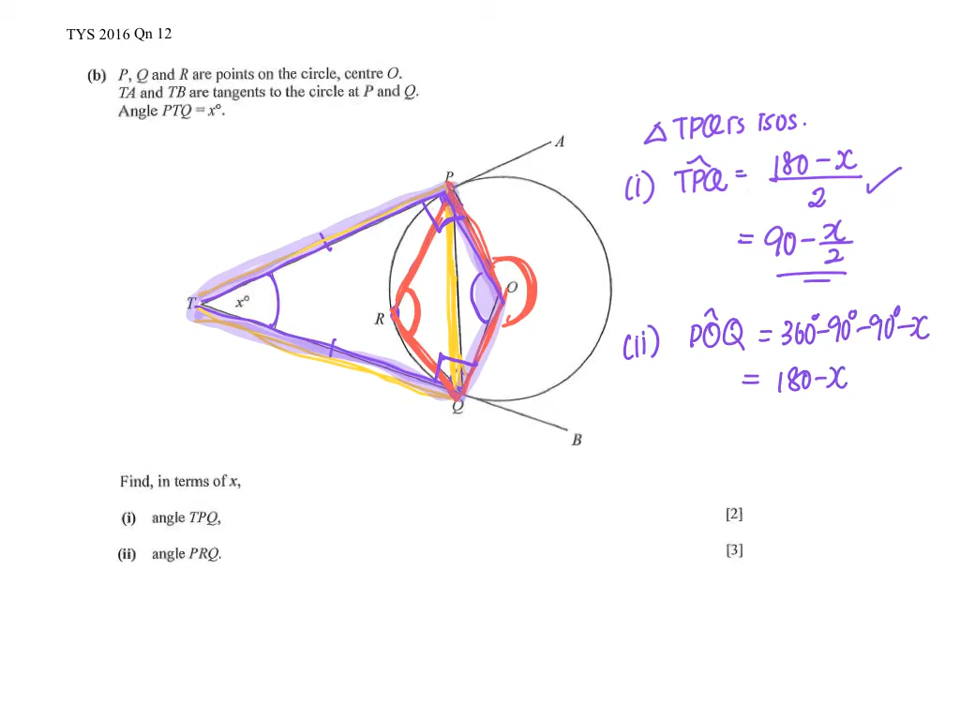 TYS 2016 Qn 12
(b) P, Q and R are points on the circle, centre O.
TA and TB are tangents to the circle at P and Q.
Angle PTQ = x°.
A
P
T
x°
O
R
Q
B
△ TPQ is isos.
(i) TP̂Q = 180-x / 2 ✓
= 90 - x/2
(ii) PÔQ = 360°-90°-90°-x
= 180-x
Find, in terms of x,
(i) angle TPQ, [2]
(ii) angle PRQ. [3]